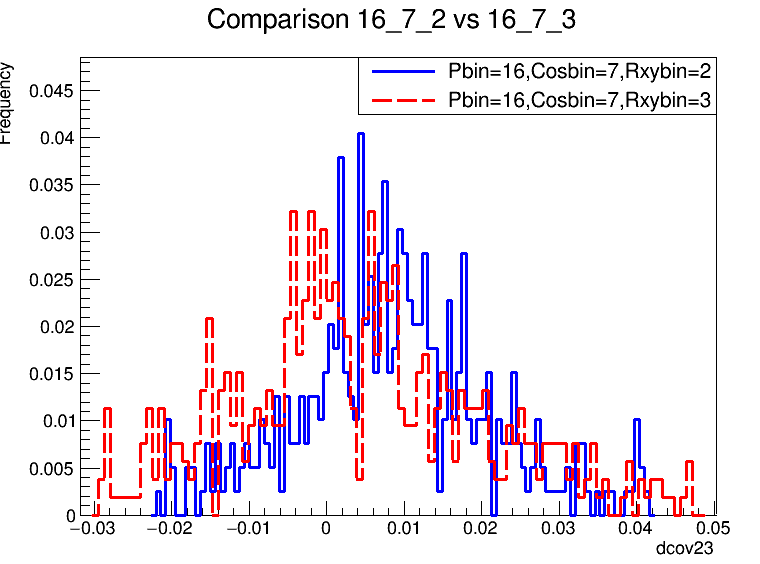 Comparison 16_7_2 vs 16_7_3
Frequency
Pbin=16,Cosbin=7,Rxybin=2
Pbin=16,Cosbin=7,Rxybin=3
0.045
0.04
0.035
0.03
0.025
0.02
0.015
0.01
0.005
0
−0.03 −0.02 −0.01 0 0.01 0.02 0.03 0.04 0.05
dcov23